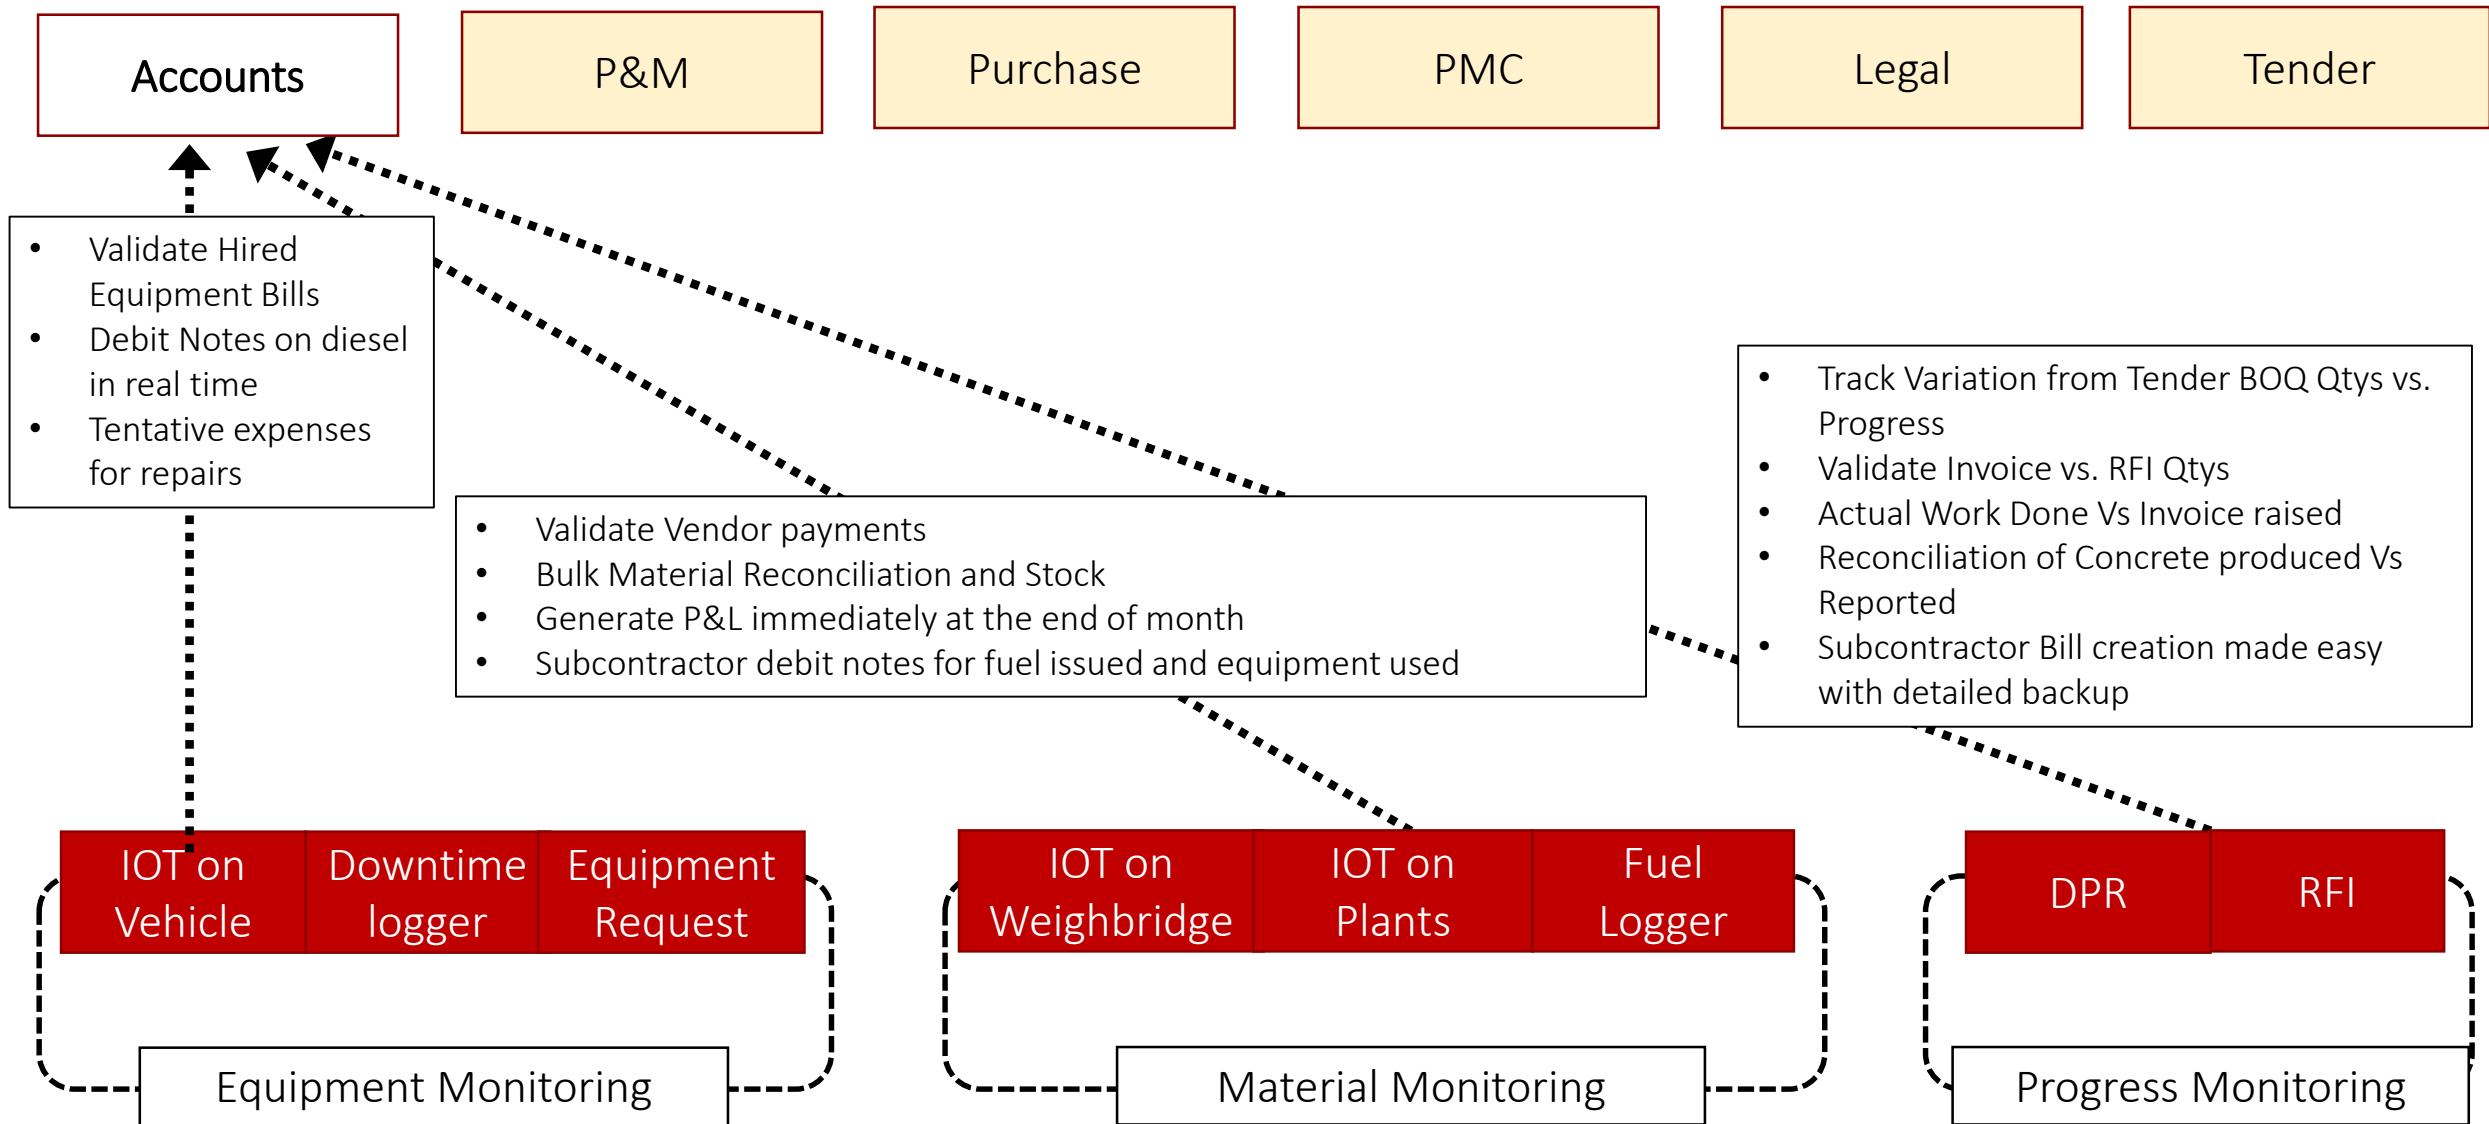 Accounts
P&M
Purchase
PMC
Legal
Tender
• Validate Hired
Equipment Bills
• Debit Notes on diesel
in real time
• Tentative expenses
for repairs
• Validate Vendor payments
• Bulk Material Reconciliation and Stock
• Generate P&L immediately at the end of month
• Subcontractor debit notes for fuel issued and equipment used
• Track Variation from Tender BOQ Qtys vs.
Progress
• Validate Invoice vs. RFI Qtys
• Actual Work Done Vs Invoice raised
• Reconciliation of Concrete produced Vs
Reported
• Subcontractor Bill creation made easy
with detailed backup
IOT on
Vehicle
Downtime
logger
Equipment
Request
IOT on
Weighbridge
IOT on
Plants
Fuel
Logger
DPR
RFI
Equipment Monitoring
Material Monitoring
Progress Monitoring